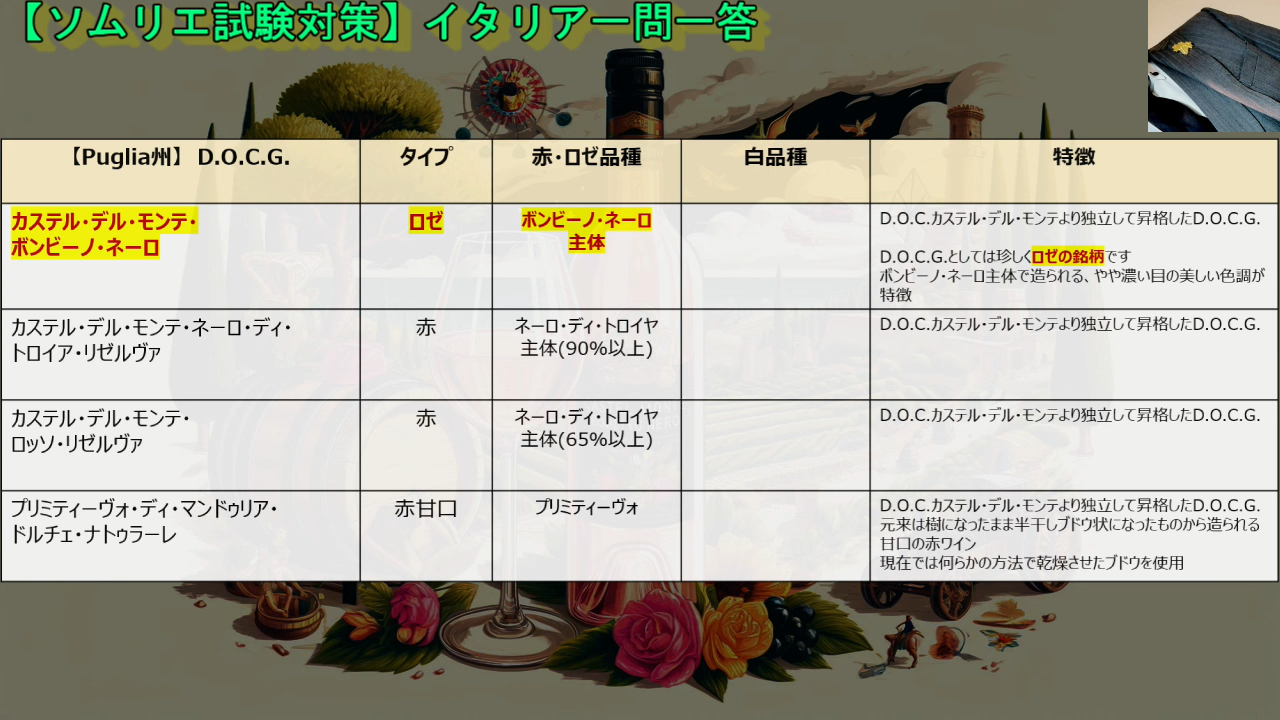 【ソムリエ試験対策】イタリア一問一答
【Puglia州】 D.O.C.G.
タイプ
赤・ロゼ品種
白品種
特徴
カステル・デル・モンテ・
ボンビーノ・ネーロ
ロゼ
ボンビーノ・ネーロ
主体
D.O.C.カステル・デル・モンテより独立して昇格したD.O.C.G.
D.O.C.G.としては珍しくロゼの銘柄です
ボンビーノ・ネーロ主体で造られる、やや濃い目の美しい色調が
特徴
カステル・デル・モンテ・ネーロ・ディ・
トロイア・リゼルヴァ
赤
ネーロ・ディ・トロイヤ
主体(90%以上)
D.O.C.カステル・デル・モンテより独立して昇格したD.O.C.G.
カステル・デル・モンテ・
ロッソ・リゼルヴァ
赤
ネーロ・ディ・トロイヤ
主体(65%以上)
D.O.C.カステル・デル・モンテより独立して昇格したD.O.C.G.
プリミティーヴォ・ディ・マンドゥリア・
ドルチェ・ナトゥラーレ
赤甘口
プリミティーヴォ
D.O.C.カステル・デル・モンテより独立して昇格したD.O.C.G.
元来は樹になったまま半干しブドウ状になったものから造られる
甘口の赤ワイン
現在では何らかの方法で乾燥させたブドウを使用